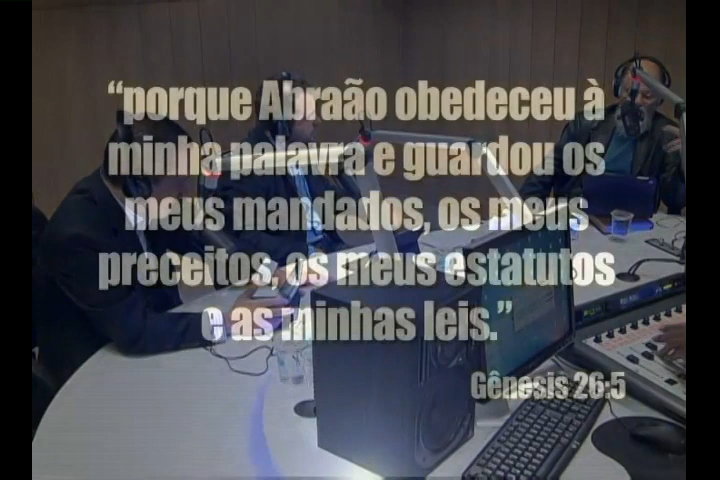 “porque Abraão obedeceu à
minha palavra e guardou os
meus mandados, os meus
preceitos, os meus estatutos
e as minhas leis.”
Gênesis 26:5